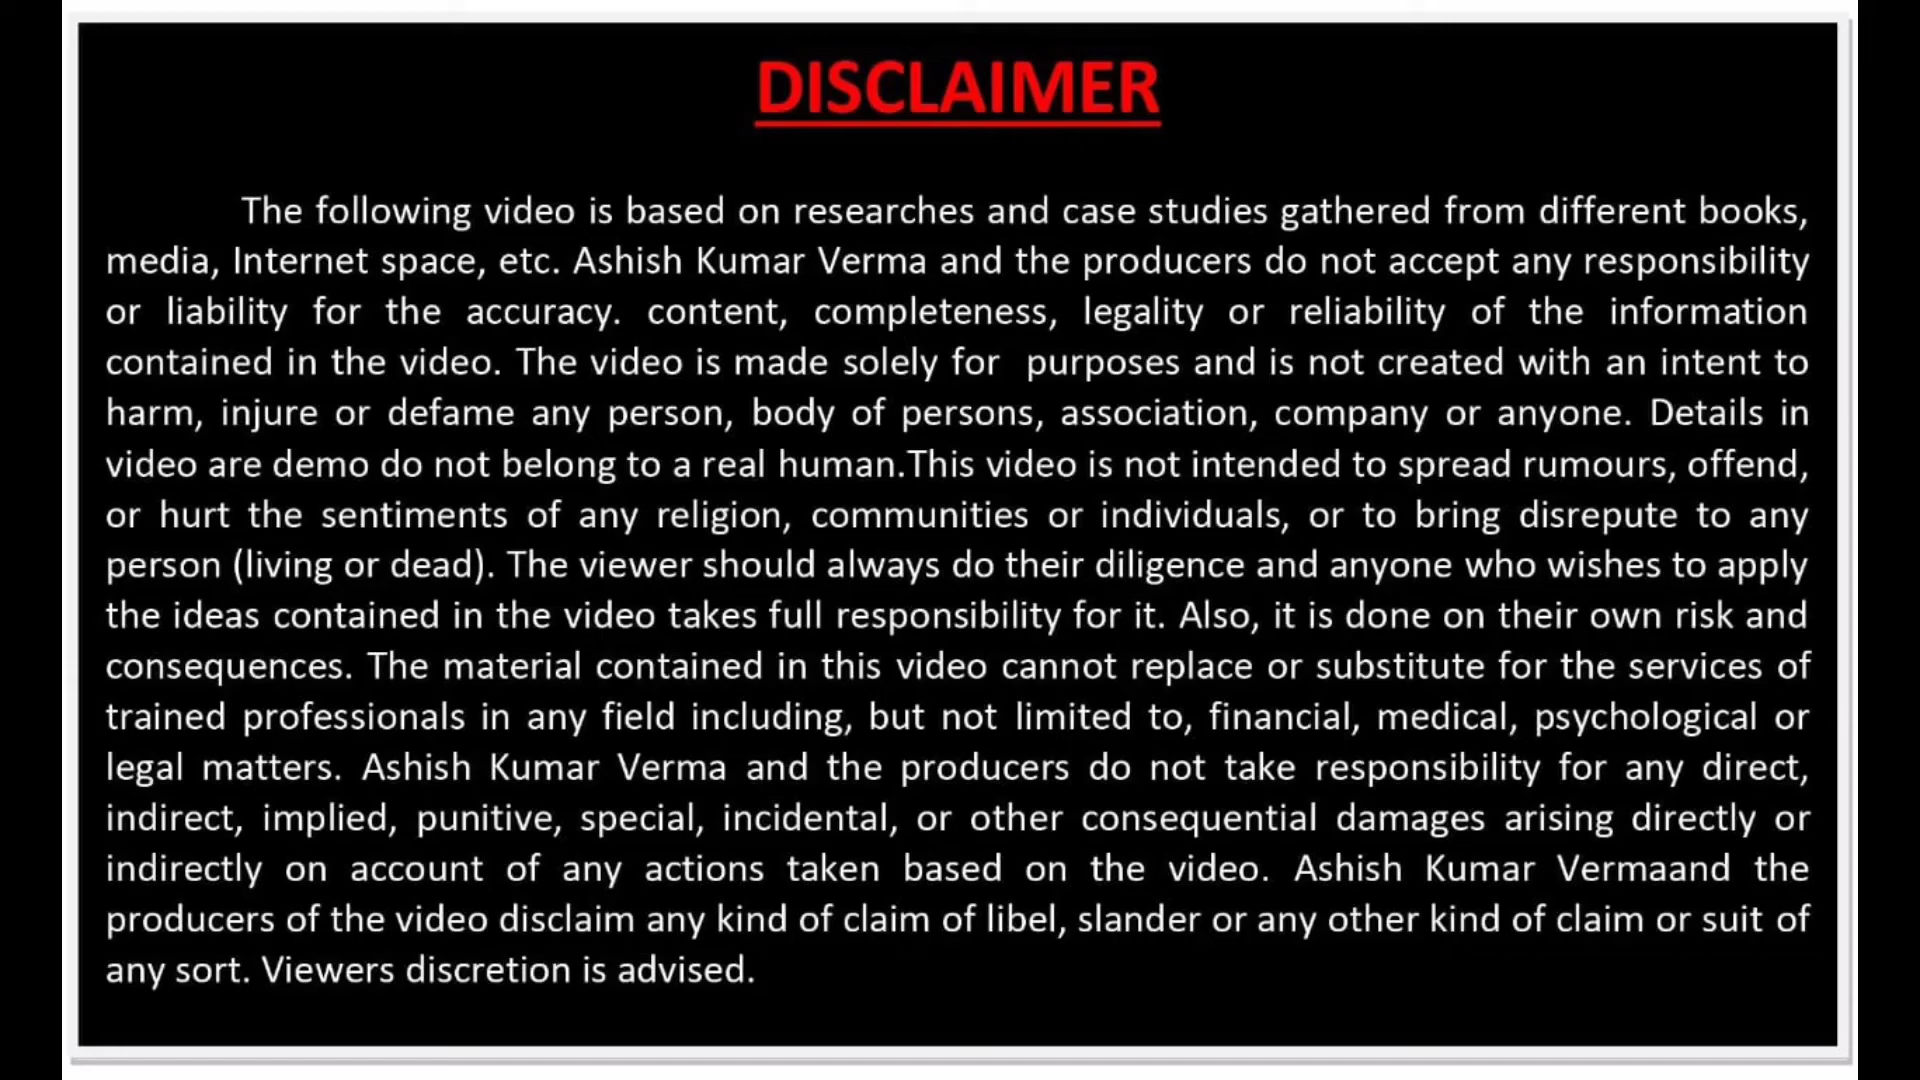 DISCLAIMER
The following video is based on researches and case studies gathered from different books,
media, Internet space, etc. Ashish Kumar Verma and the producers do not accept any responsibility
or liability for the accuracy. content, completeness, legality or reliability of the information
contained in the video. The video is made solely for purposes and is not created with an intent to
harm, injure or defame any person, body of persons, association, company or anyone. Details in
video are demo do not belong to a real human.This video is not intended to spread rumours, offend,
or hurt the sentiments of any religion, communities or individuals, or to bring disrepute to any
person (living or dead). The viewer should always do their diligence and anyone who wishes to apply
the ideas contained in the video takes full responsibility for it. Also, it is done on their own risk and
consequences. The material contained in this video cannot replace or substitute for the services of
trained professionals in any field including, but not limited to, financial, medical, psychological or
legal matters. Ashish Kumar Verma and the producers do not take responsibility for any direct,
indirect, implied, punitive, special, incidental, or other consequential damages arising directly or
indirectly on account of any actions taken based on the video. Ashish Kumar Vermaand the
producers of the video disclaim any kind of claim of libel, slander or any other kind of claim or suit of
any sort. Viewers discretion is advised.